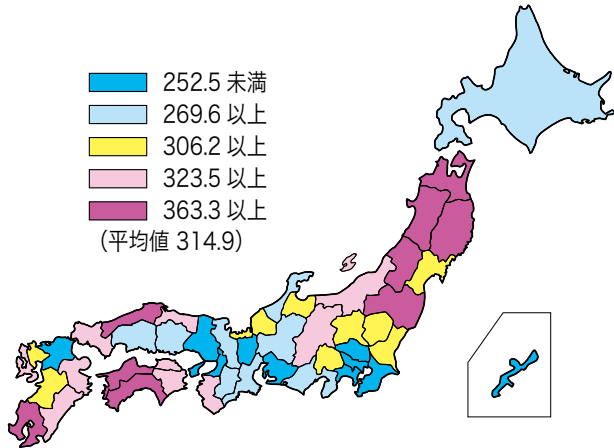 252.5 未満
269.6 以上
306.2 以上
323.5 以上
363.3 以上
(平均値 314.9)